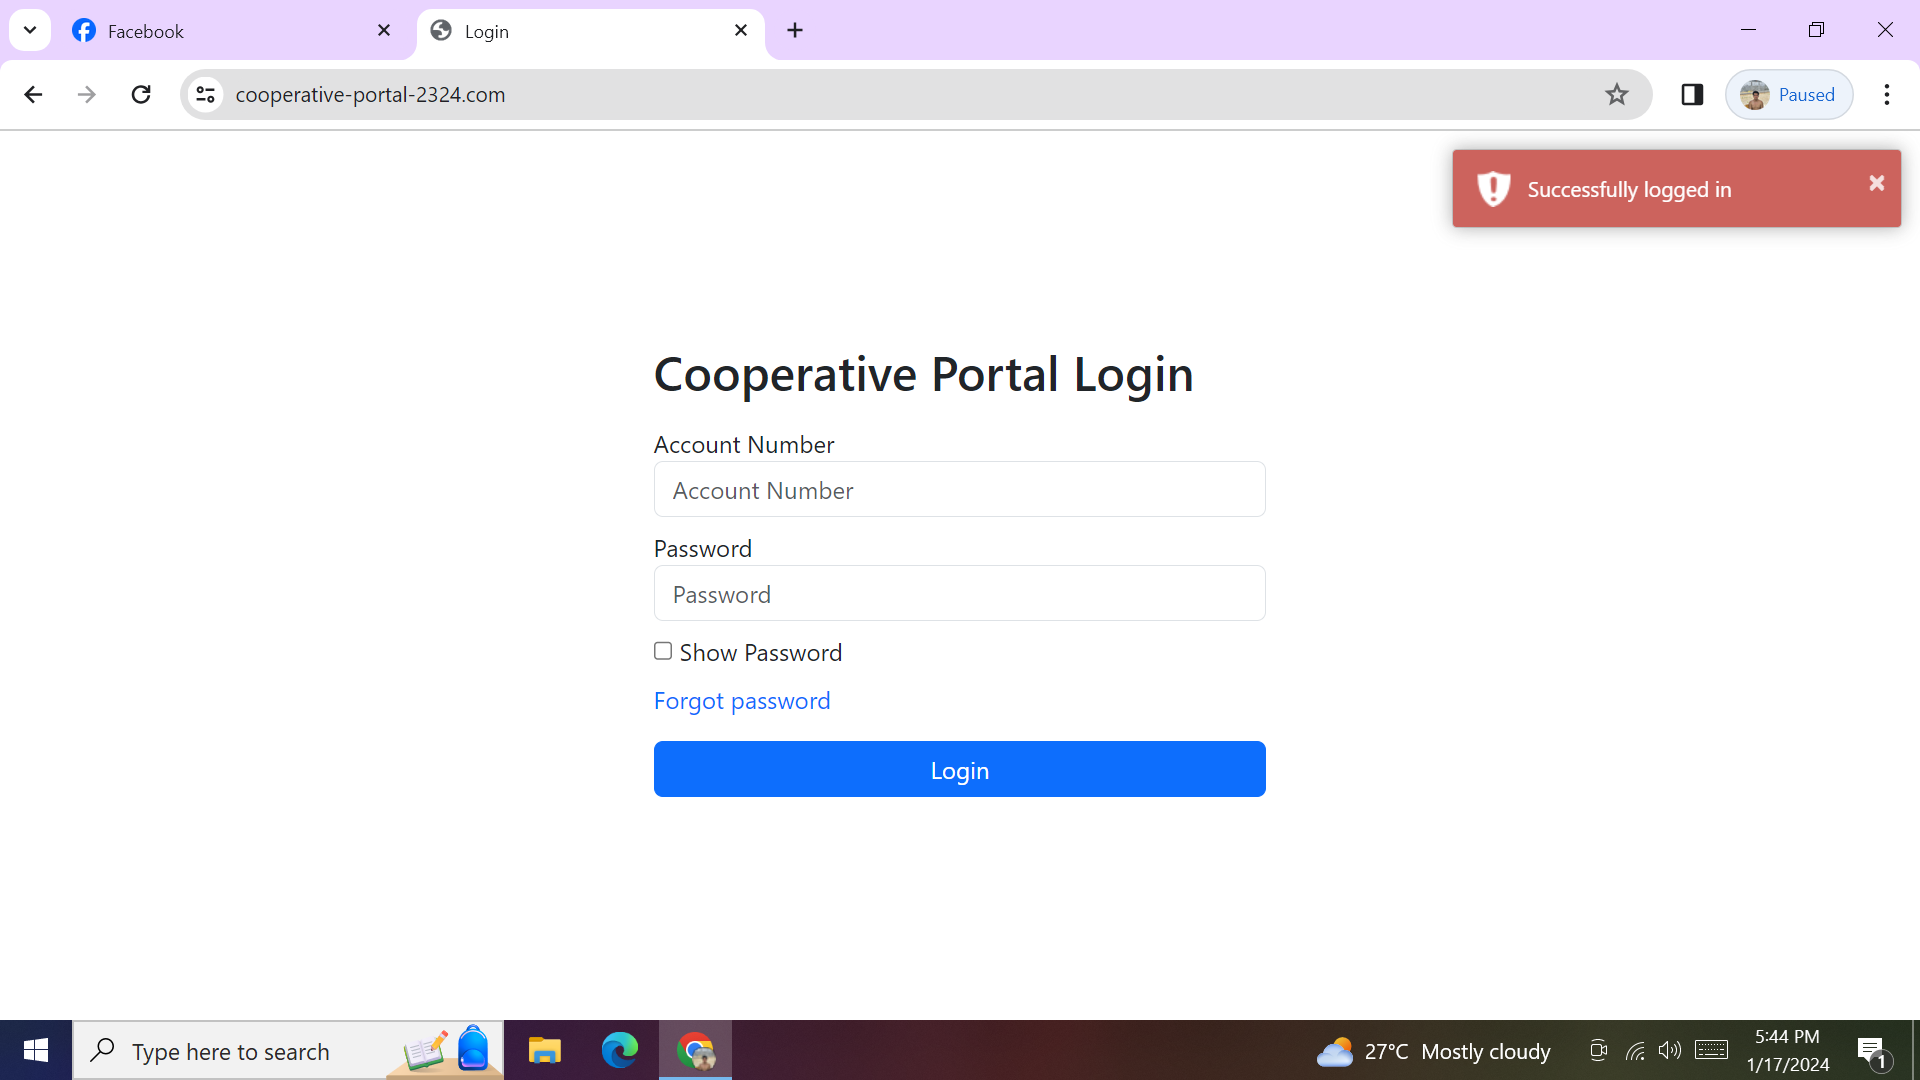 Facebook
Login
cooperative-portal-2324.com
Paused
Successfully logged in
Cooperative Portal Login
Account Number
Account Number
Password
Password
Show Password
Forgot password
Login
Type here to search
27°C Mostly cloudy
5:44 PM
1/17/2024
1